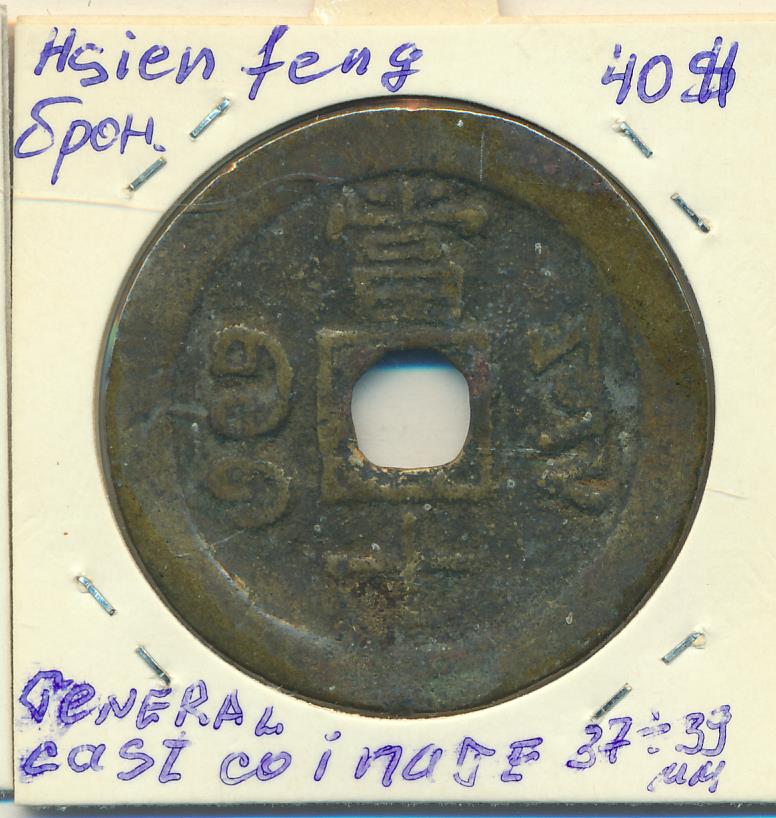 Hsien feng 40 $
брон.
當
十
GENERAL
cast coinaGE 37÷39
мм